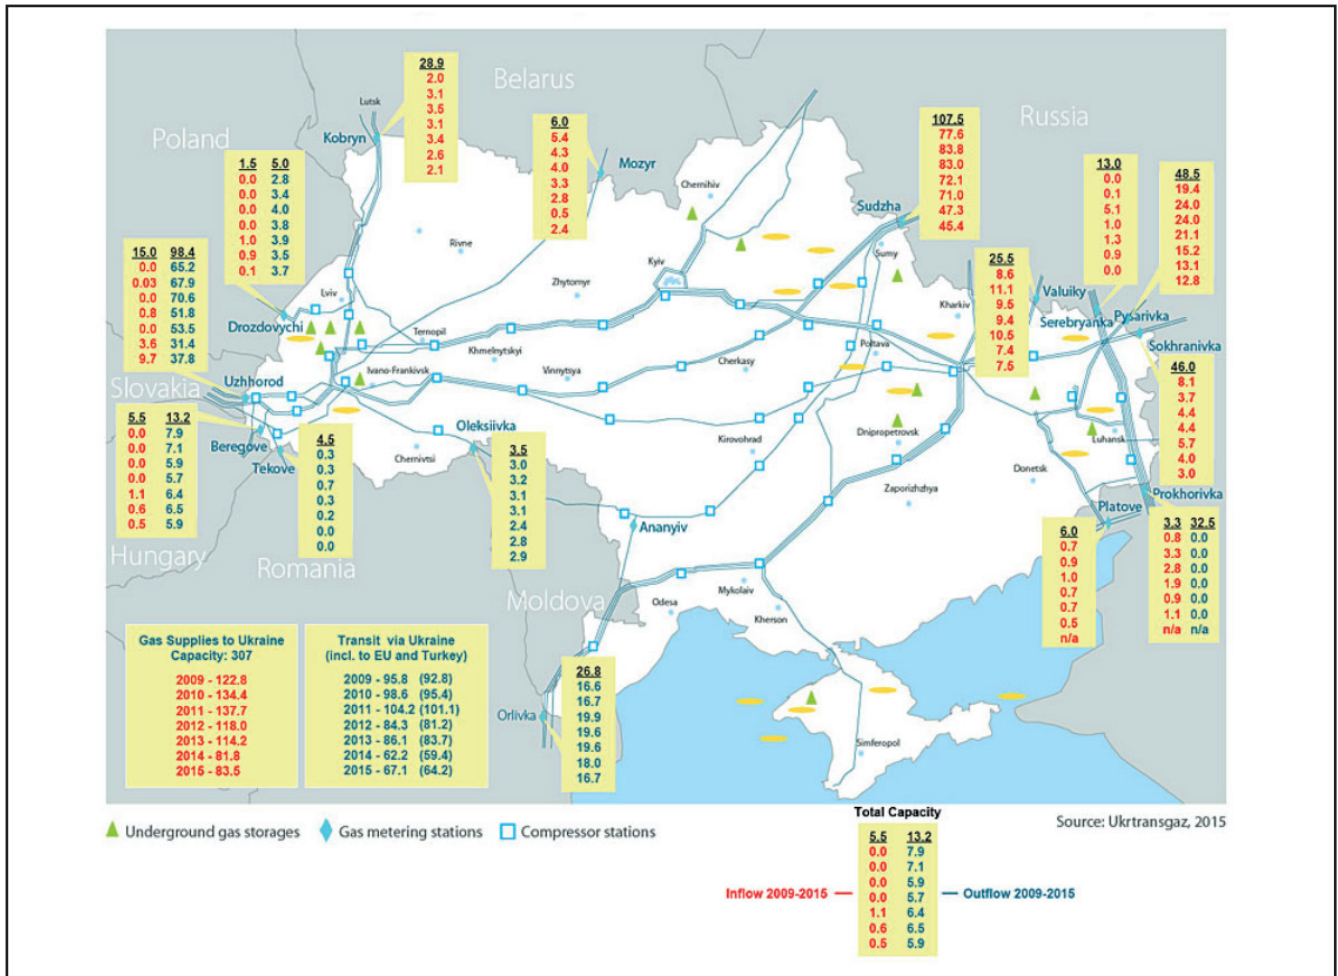 Belarus
Russia
Poland
Slovakia
Hungary
Romania
Moldova
Lutsk
Kobryn
28.9
2.0
3.1
3.5
3.1
3.4
2.6
2.1
6.0
5.4
4.3
4.0
3.3
2.8
0.5
2.4
Mozyr
Chernihiv
107.5
77.6
83.8
83.0
72.1
71.0
47.3
45.4
Sudzha
Sumy
13.0
0.0
0.1
5.1
1.0
1.3
0.9
0.0
48.5
19.4
24.0
24.0
21.1
15.2
13.1
12.8
1.5 5.0
0.0 2.8
0.0 3.4
0.0 4.0
0.0 3.8
1.0 3.9
0.9 3.5
0.1 3.7
15.0 98.4
0.0 65.2
0.03 67.9
0.0 70.6
0.8 51.8
0.0 53.5
3.6 31.4
9.7 37.8
Rivne
Zhytomyr
Kyiv
Lviv
Drozdovychi
Ternopil
Khmelnytskyi
Ivano-Frankivsk
Vinnytsya
Cherkasy
Poltava
Kharkiv
25.5
8.6
11.1
9.5
9.4
10.5
7.4
7.5
Valuiky
Serebryanka
Pysarivka
Sokhranivka
46.0
8.1
3.7
4.4
4.4
5.7
4.0
3.0
Uzhhorod
5.5 13.2
0.0 7.9
0.0 7.1
0.0 5.9
0.0 5.7
1.1 6.4
0.6 6.5
0.5 5.9
Beregove
Tekove
4.5
0.3
0.3
0.7
0.3
0.2
0.0
0.0
Chernivtsi
Oleksiivka
3.5
3.0
3.2
3.1
3.1
2.4
2.8
2.9
Kirovohrad
Dnipropetrovsk
Zaporizhzhya
Luhansk
Donetsk
Prokhorivka
Platove
6.0
0.7
0.9
1.0
0.7
0.7
0.5
n/a
3.3 32.5
0.8 0.0
3.3 0.0
2.8 0.0
1.9 0.0
0.9 0.0
1.1 0.0
n/a n/a
Ananyiv
Mykolaiv
Odesa
Kherson
Simferopol
Orlivka
26.8
16.6
16.7
19.9
19.6
19.6
18.0
16.7
Gas Supplies to Ukraine
Capacity: 307
2009 - 122.8
2010 - 134.4
2011 - 137.7
2012 - 118.0
2013 - 114.2
2014 - 81.8
2015 - 83.5
Transit via Ukraine
(incl. to EU and Turkey)
2009 - 95.8 (92.8)
2010 - 98.6 (95.4)
2011 - 104.2 (101.1)
2012 - 84.3 (81.2)
2013 - 86.1 (83.7)
2014 - 62.2 (59.4)
2015 - 67.1 (64.2)
Underground gas storages
Gas metering stations
Compressor stations
Source: Ukrtransgaz, 2015
Total Capacity
5.5 13.2
0.0 7.9
0.0 7.1
0.0 5.9
0.0 5.7
1.1 6.4
0.6 6.5
0.5 5.9
Inflow 2009-2015
Outflow 2009-2015